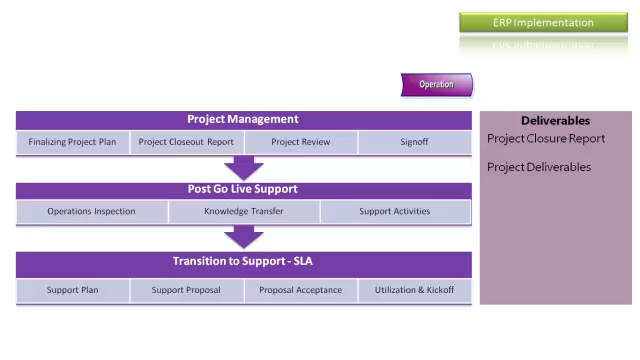 ERP Implementation
Operation
Project Management
Finalizing Project Plan
Project Closeout Report
Project Review
Signoff
Post Go Live Support
Operations Inspection
Knowledge Transfer
Support Activities
Transition to Support - SLA
Support Plan
Support Proposal
Proposal Acceptance
Utilization & Kickoff
Deliverables
Project Closure Report
Project Deliverables